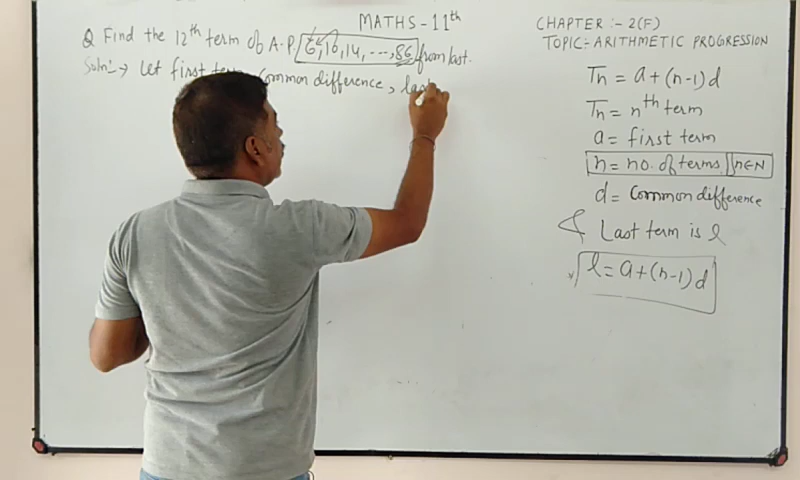 MATHS - 11th
CHAPTER :- 2(F)
TOPIC:- ARITHMETIC PROGRESSION
Q Find the 12th term of A.P. 6, 10, 14, ---, 86 from last.
Soln:→ Let first common difference, las
Tn = a + (n-1) d
Tn = nth term
a = first term
n = no. of terms, n∈N
d = Common difference
Last term is l
l = a + (n-1) d